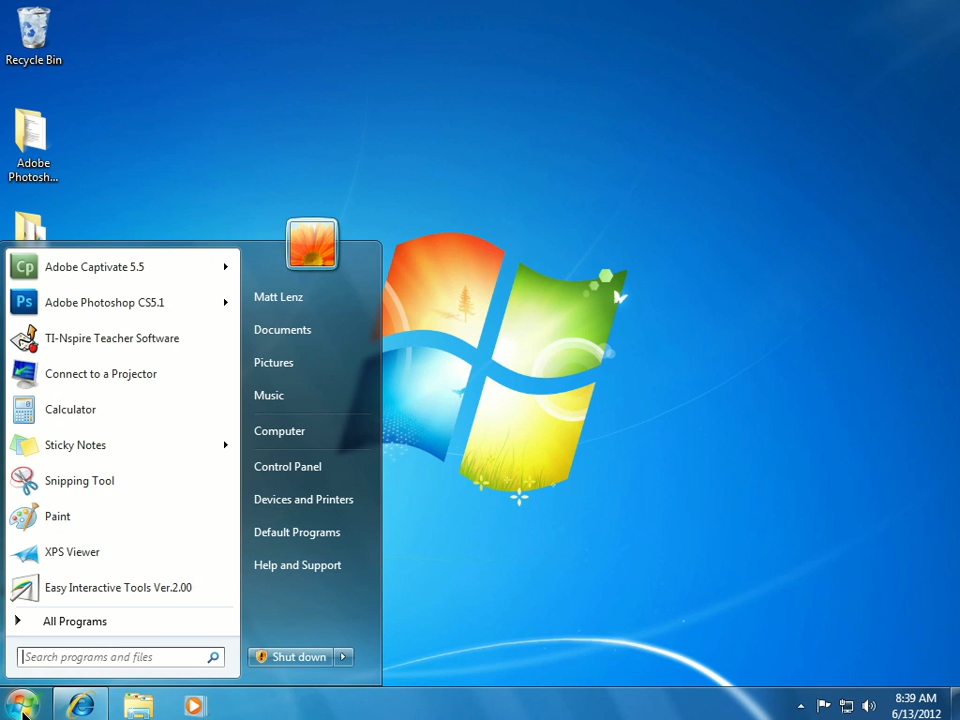 Recycle Bin
Adobe
Photosh...
Cp
Adobe Captivate 5.5
Ps
Adobe Photoshop CS5.1
TI-Nspire Teacher Software
Connect to a Projector
Calculator
Sticky Notes
Snipping Tool
Paint
XPS Viewer
Easy Interactive Tools Ver.2.00
All Programs
Search programs and files
Matt Lenz
Documents
Pictures
Music
Computer
Control Panel
Devices and Printers
Default Programs
Help and Support
Shut down
8:39 AM
6/13/2012